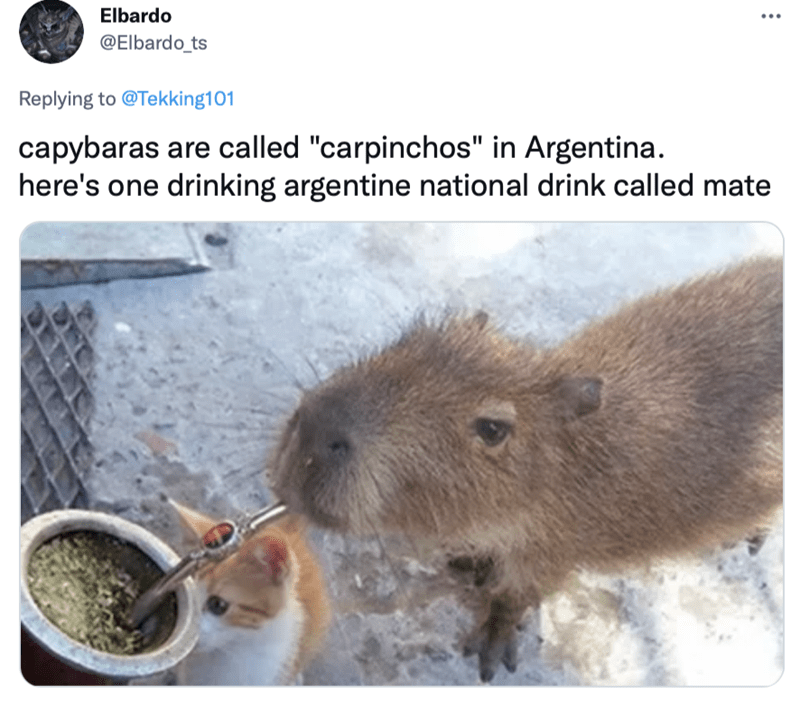 Elbardo
@Elbardo_ts
Replying to @Tekking101
capybaras are called "carpinchos" in Argentina.
here's one drinking argentine national drink called mate